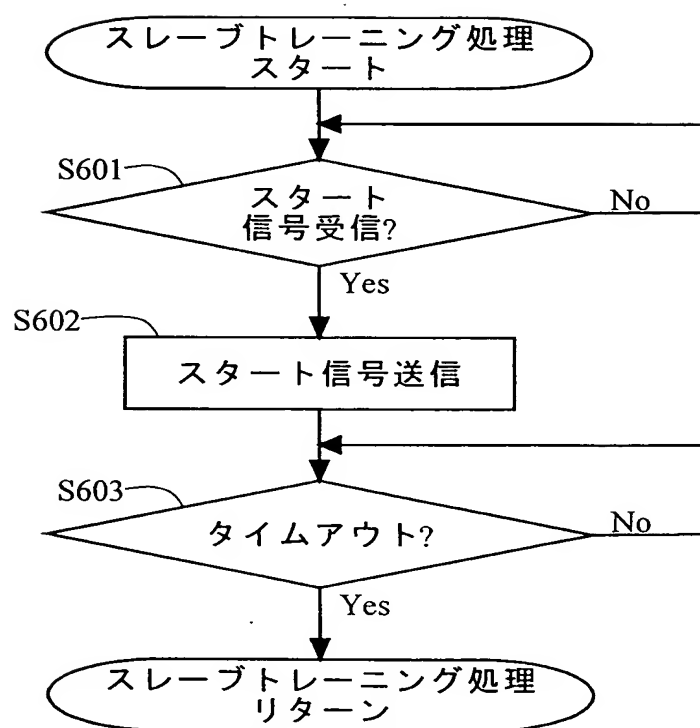 スレーブトレーニング処理
スタート
S601
スタート
信号受信?
No
Yes
S602
スタート信号送信
S603
タイムアウト?
No
Yes
スレーブトレーニング処理
リターン